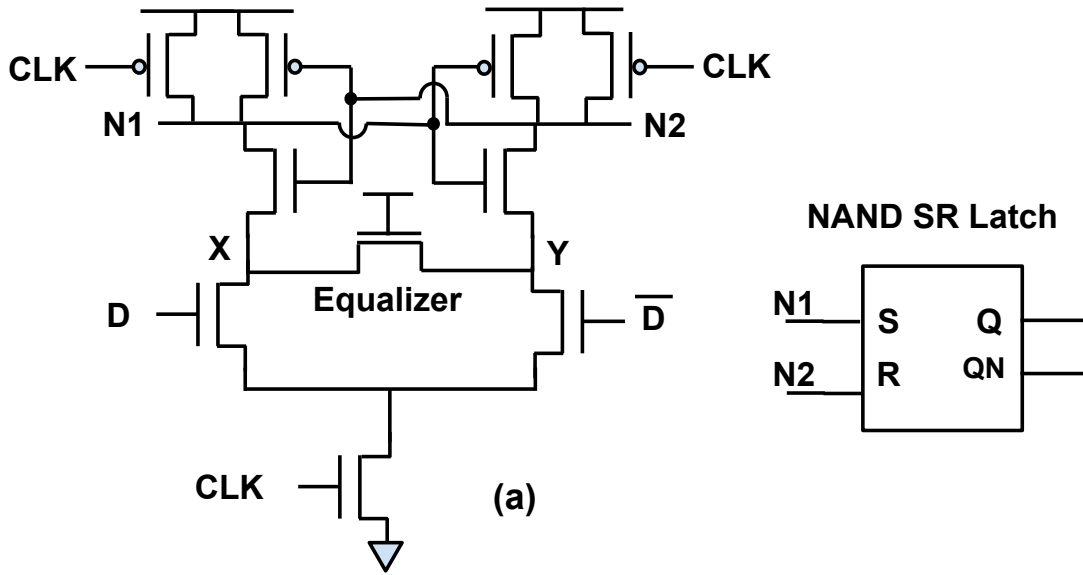 CLK
CLK
N1
N2
NAND SR Latch
X
Y
Equalizer
D
D̅
N1
S
Q
N2
R
QN
CLK
(a)